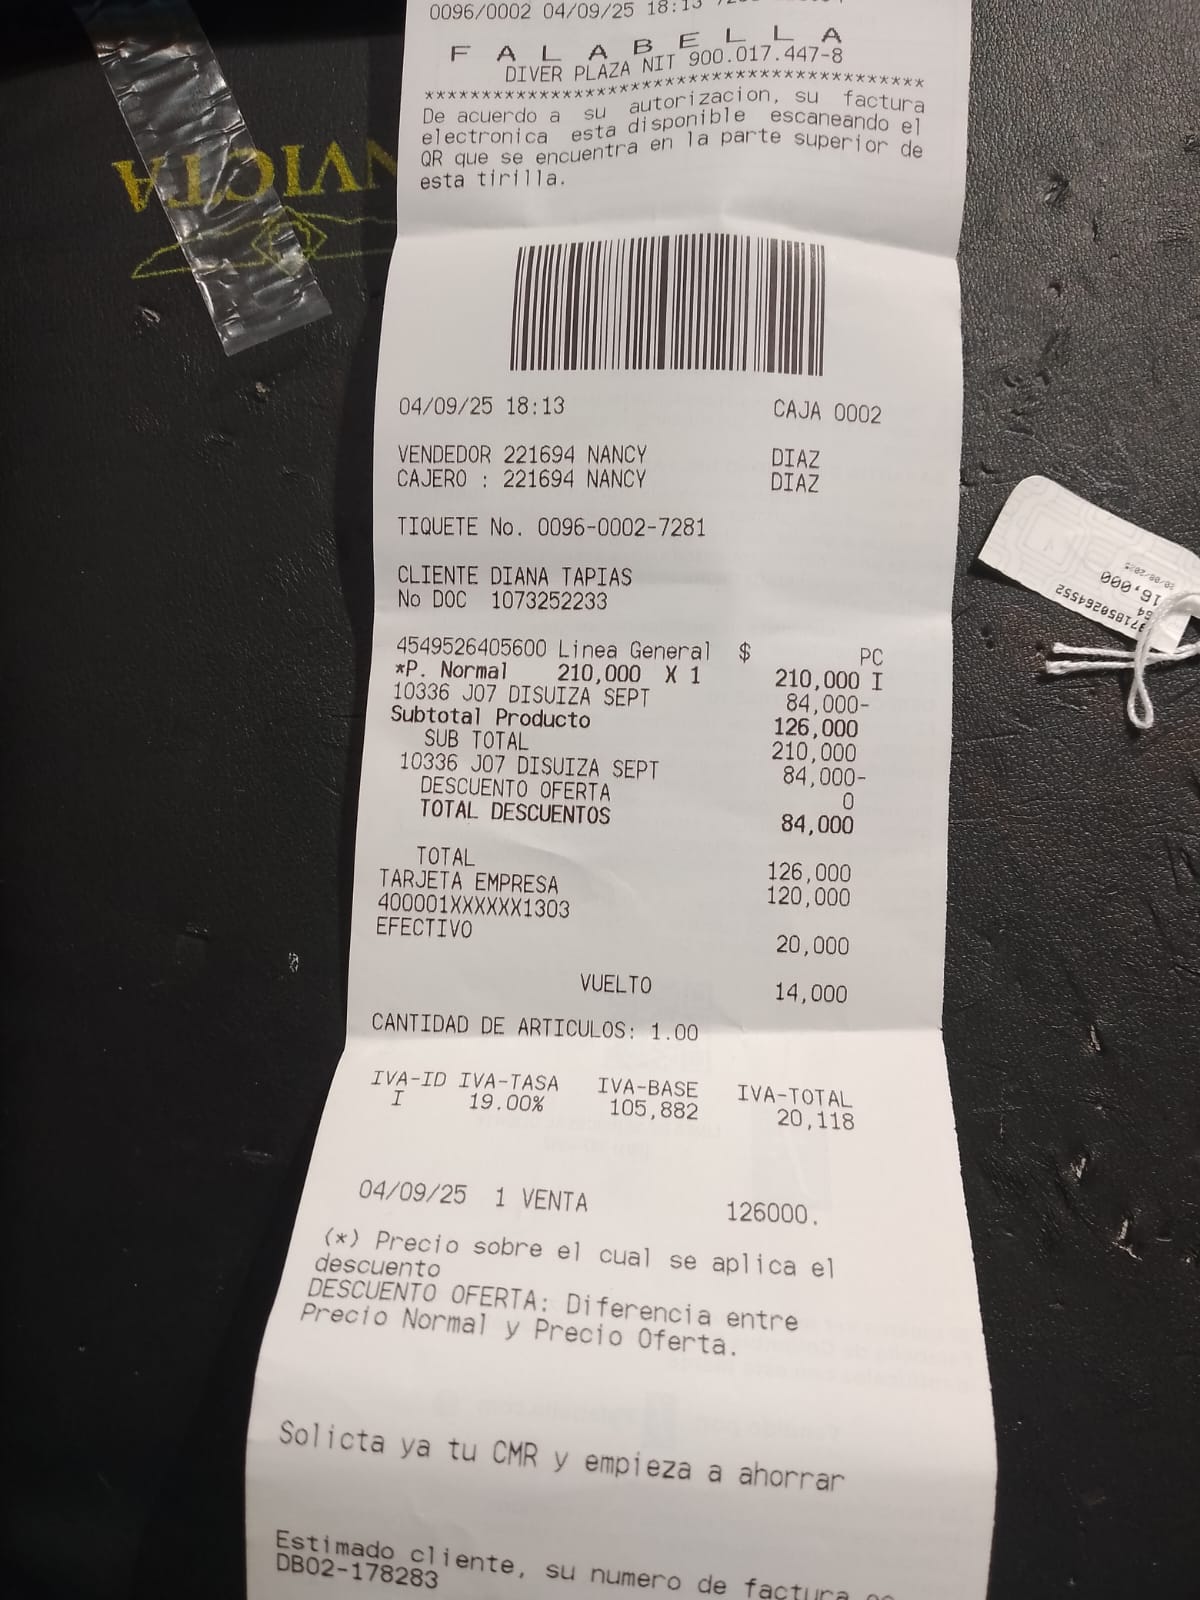 0096/0002 04/09/25 18:13
F A L A B E L L A
DIVER PLAZA NIT 900.017.447-8
*******************************************
De acuerdo a su autorizacion, su factura
electronica esta disponible escaneando el
QR que se encuentra en la parte superior de
esta tirilla.
INVICTA
04/09/25 18:13 CAJA 0002
VENDEDOR 221694 NANCY DIAZ
CAJERO : 221694 NANCY DIAZ
TIQUETE No. 0096-0002-7281
CLIENTE DIANA TAPIAS
No DOC 1073252233
4549526405600 Linea General $ PC
*P. Normal 210,000 X 1 210,000 I
10336 J07 DISUIZA SEPT 84,000-
Subtotal Producto 126,000
SUB TOTAL 210,000
10336 J07 DISUIZA SEPT 84,000-
DESCUENTO OFERTA 0
TOTAL DESCUENTOS 84,000
TOTAL 126,000
TARJETA EMPRESA 120,000
400001XXXXXX1303
EFECTIVO 20,000
VUELTO 14,000
CANTIDAD DE ARTICULOS: 1.00
IVA-ID IVA-TASA IVA-BASE IVA-TOTAL
I 19.00% 105,882 20,118
04/09/25 1 VENTA 126000.
(*) Precio sobre el cual se aplica el
descuento
DESCUENTO OFERTA: Diferencia entre
Precio Normal y Precio Oferta.
Solicta ya tu CMR y empieza a ahorrar
Estimado cliente, su numero de factura es
DB02-178283
16,000